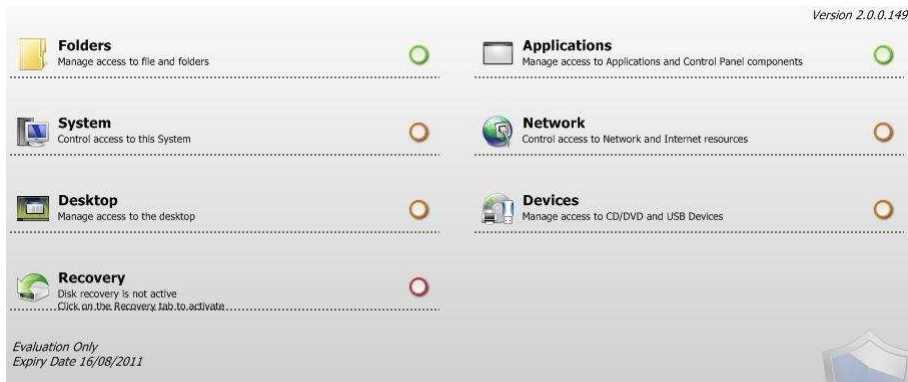 Version 2.0.0.149
Folders
Manage access to file and folders
Applications
Manage access to Applications and Control Panel components
System
Control access to this System
Network
Control access to Network and Internet resources
Desktop
Manage access to the desktop
Devices
Manage access to CD/DVD and USB Devices
Recovery
Disk recovery is not active
Click on the Recovery tab to activate
Evaluation Only
Expiry Date 16/08/2011